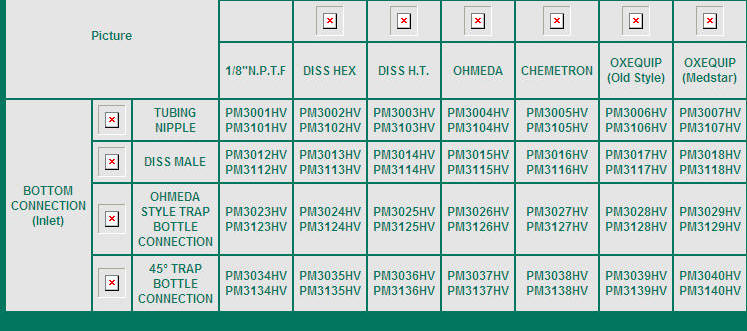 Picture
1/8"N.P.T.F DISS HEX DISS H.T. OHMEDA CHEMETRON OXEQUIP (Old Style) OXEQUIP (Medstar)
BOTTOM CONNECTION (Inlet)
TUBING NIPPLE
PM3001HV PM3002HV PM3003HV PM3004HV PM3005HV PM3006HV PM3007HV
PM3101HV PM3102HV PM3103HV PM3104HV PM3105HV PM3106HV PM3107HV
DISS MALE
PM3012HV PM3013HV PM3014HV PM3015HV PM3016HV PM3017HV PM3018HV
PM3112HV PM3113HV PM3114HV PM3115HV PM3116HV PM3117HV PM3118HV
OHMEDA STYLE TRAP BOTTLE CONNECTION
PM3023HV PM3024HV PM3025HV PM3026HV PM3027HV PM3028HV PM3029HV
PM3123HV PM3124HV PM3125HV PM3126HV PM3127HV PM3128HV PM3129HV
45° TRAP BOTTLE CONNECTION
PM3034HV PM3035HV PM3036HV PM3037HV PM3038HV PM3039HV PM3040HV
PM3134HV PM3135HV PM3136HV PM3137HV PM3138HV PM3139HV PM3140HV